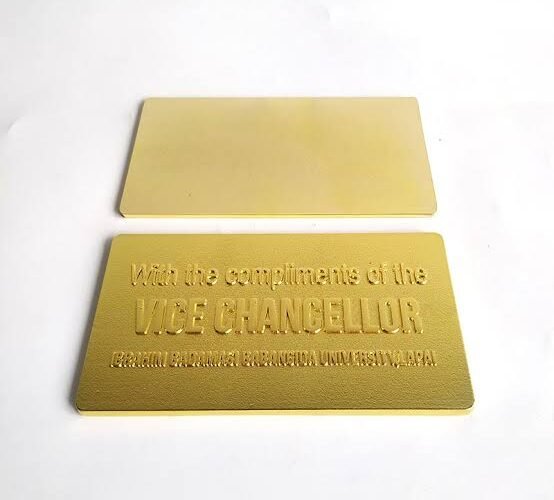 With the compliments of the
VICE CHANCELLOR
IBRAHIM BADAMASI BABANGIDA UNIVERSITY,LAPAI